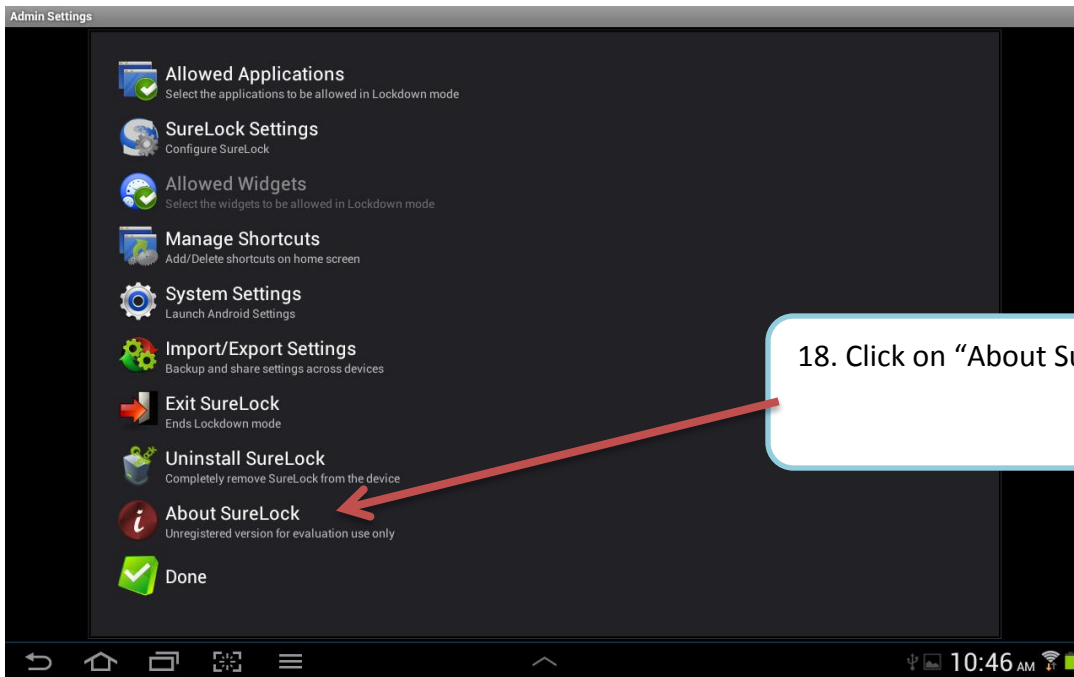 Admin Settings
Allowed Applications
Select the applications to be allowed in Lockdown mode
SureLock Settings
Configure SureLock
Allowed Widgets
Select the widgets to be allowed in Lockdown mode
Manage Shortcuts
Add/Delete shortcuts on home screen
System Settings
Launch Android Settings
Import/Export Settings
Backup and share settings across devices
Exit SureLock
Ends Lockdown mode
Uninstall SureLock
Completely remove SureLock from the device
About SureLock
Unregistered version for evaluation use only
Done
18. Click on “About Su
10:46 AM